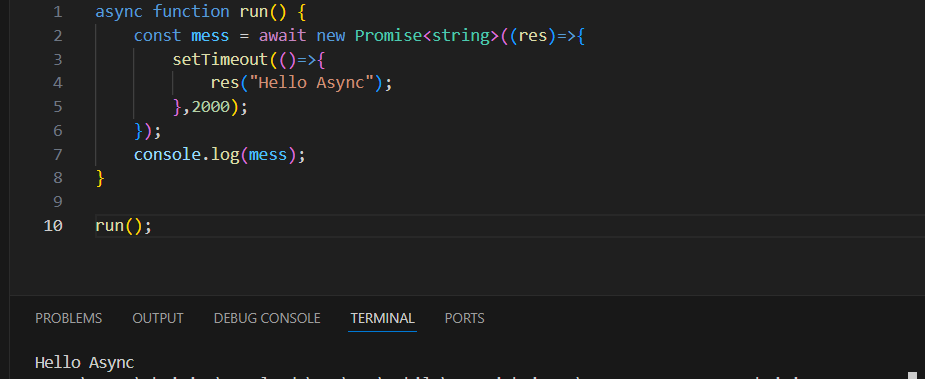 1 async function run() {
2 const mess = await new Promise<string>((res)=>{
3 setTimeout(()=>{
4 res("Hello Async");
5 },2000);
6 });
7 console.log(mess);
8 }
9
10 run();
PROBLEMS OUTPUT DEBUG CONSOLE TERMINAL PORTS
Hello Async